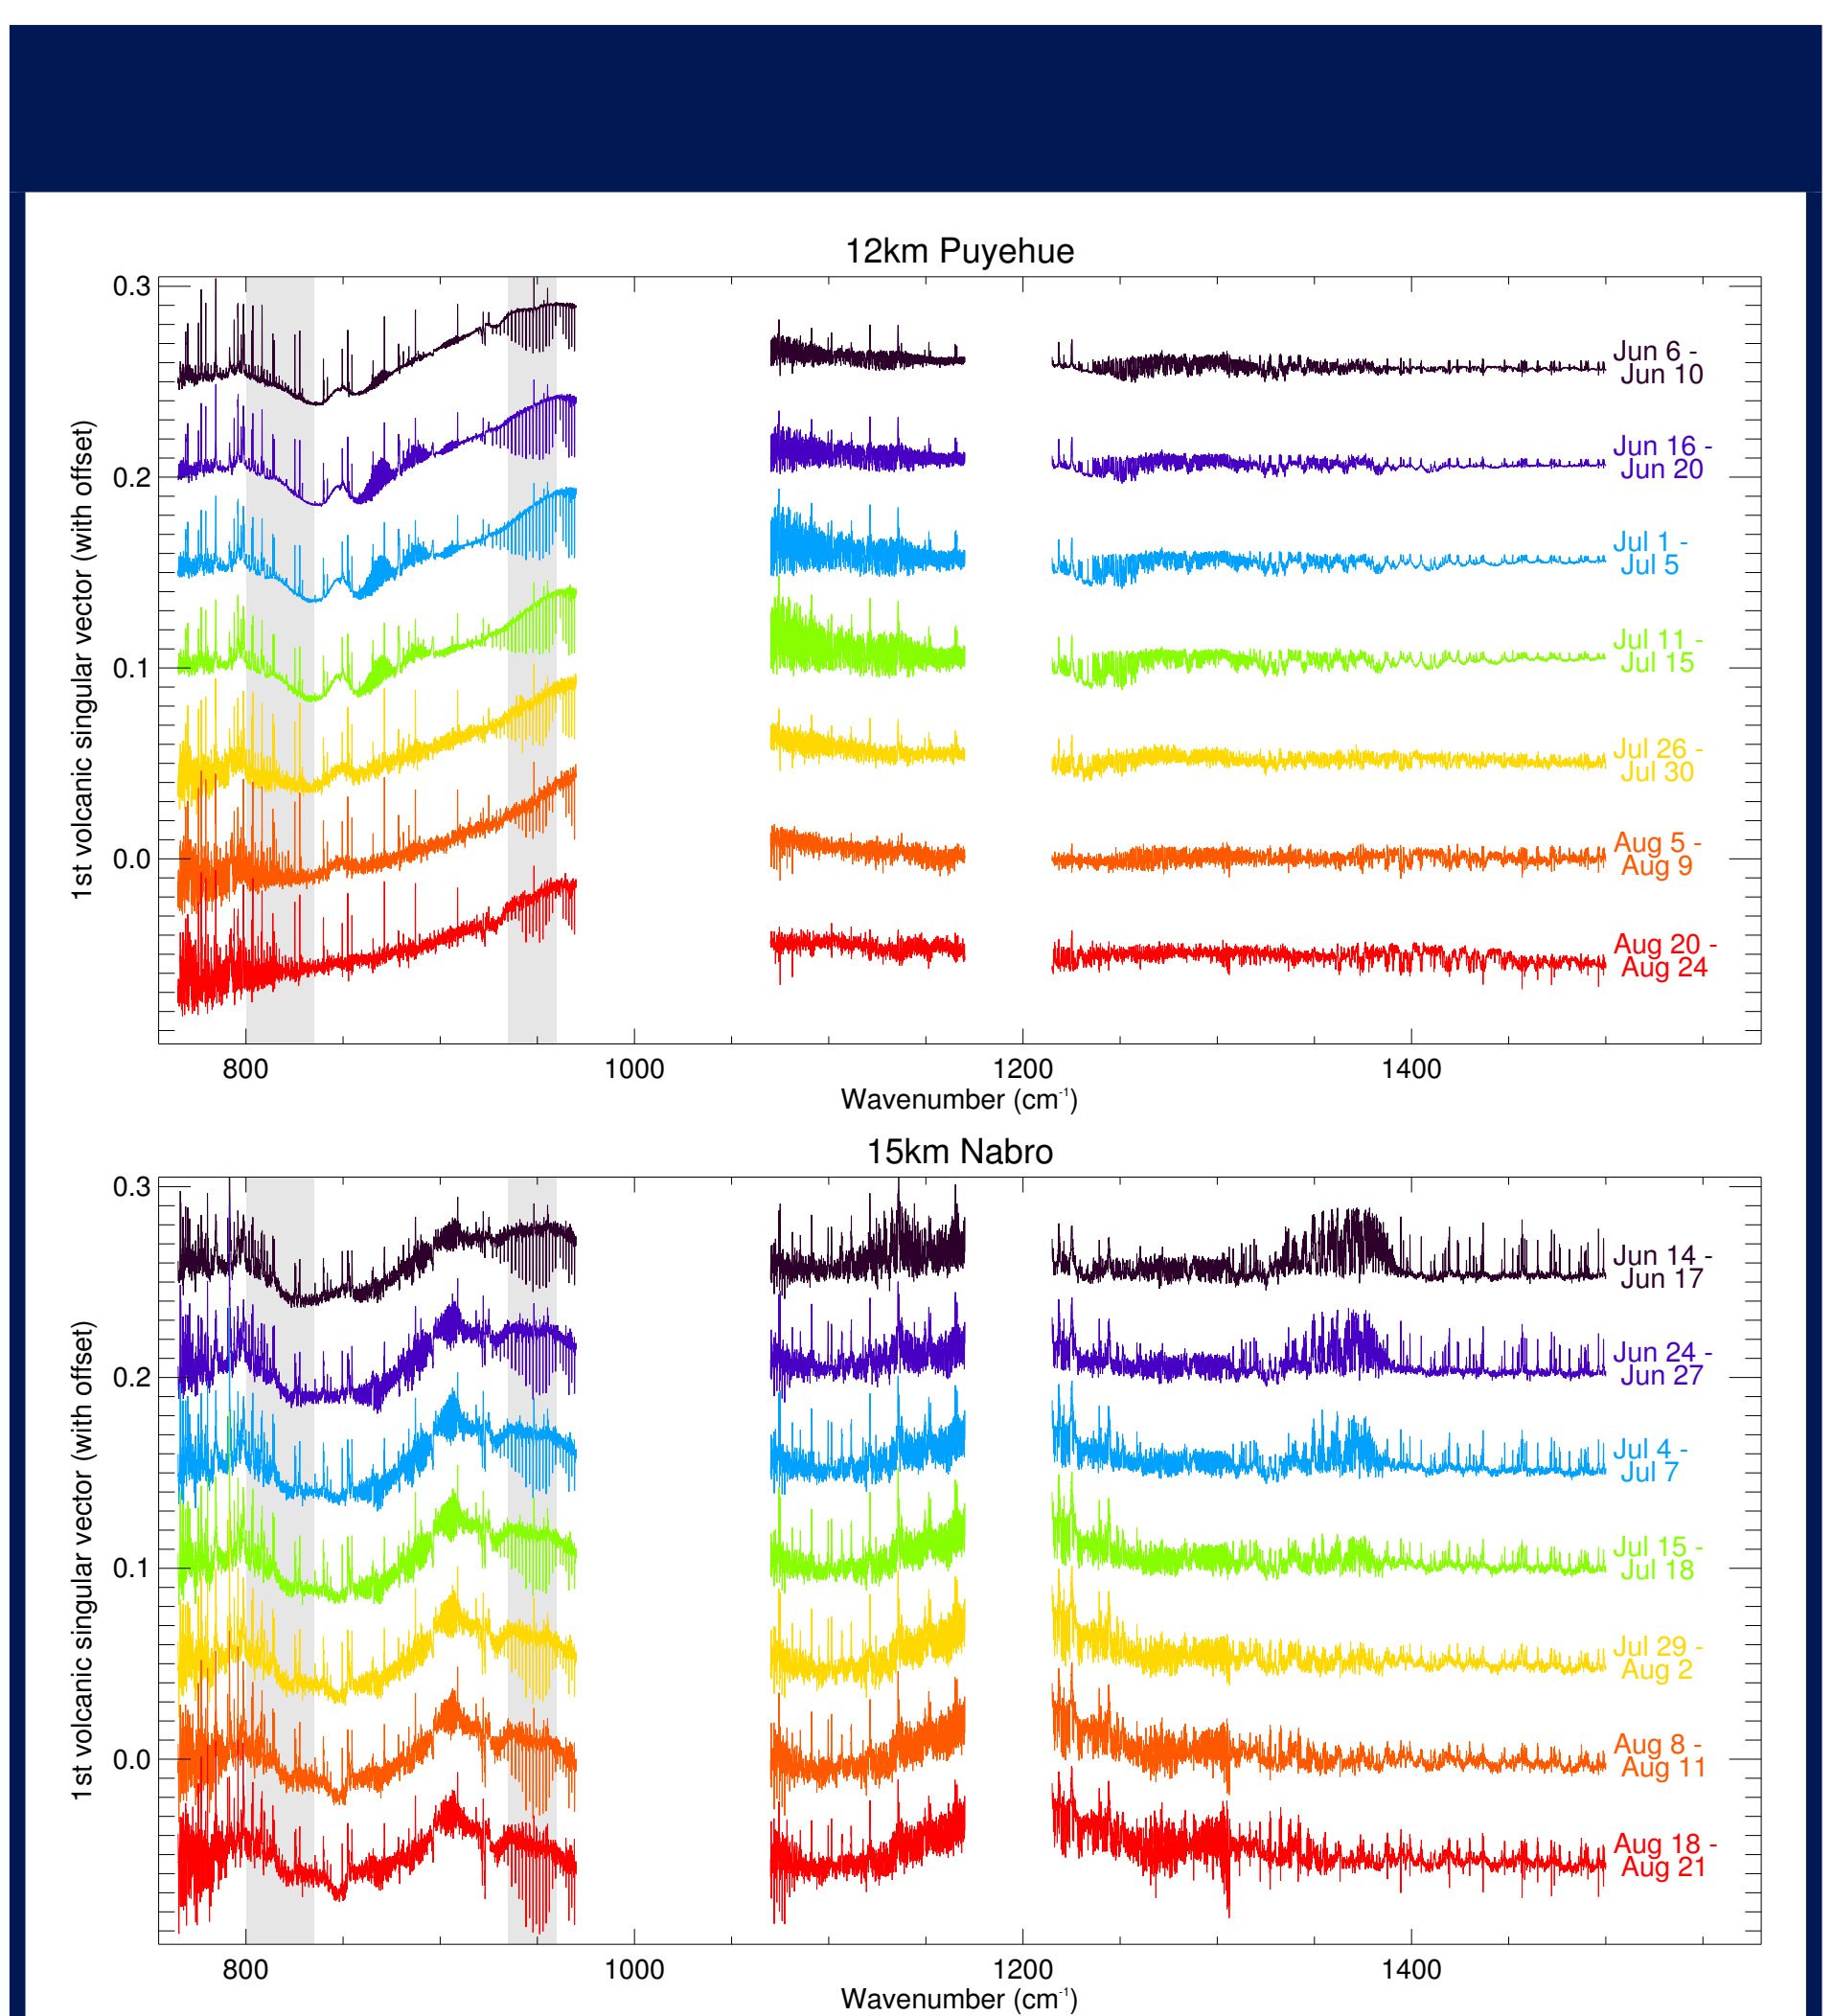 12km Puyehue
0.3
0.2
0.1
0.0
1st volcanic singular vector (with offset)
Jun 6 -
Jun 10
Jun 16 -
Jun 20
Jul 1 -
Jul 5
Jul 11 -
Jul 15
Jul 26 -
Jul 30
Aug 5 -
Aug 9
Aug 20 -
Aug 24
800 1000 1200 1400
Wavenumber (cm⁻¹)
15km Nabro
0.3
0.2
0.1
0.0
1st volcanic singular vector (with offset)
Jun 14 -
Jun 17
Jun 24 -
Jun 27
Jul 4 -
Jul 7
Jul 15 -
Jul 18
Jul 29 -
Aug 2
Aug 8 -
Aug 11
Aug 18 -
Aug 21
800 1000 1200 1400
Wavenumber (cm⁻¹)